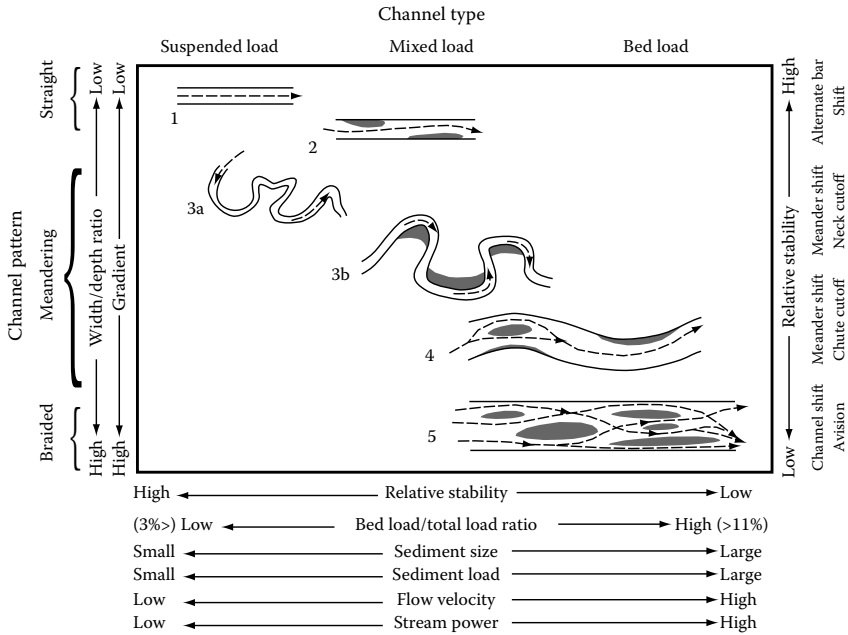 Channel type
Suspended load Mixed load Bed load
Channel pattern
Straight
Meandering
Braided
Low
Width/depth ratio
High
Low
Gradient
High
1
2
3a
3b
4
5
High
Relative stability
Low
Alternate bar
Shift
Meander shift
Neck cutoff
Meander shift
Chute cutoff
Channel shift
Avision
High Relative stability Low
(3%>) Low Bed load/total load ratio High (>11%)
Small Sediment size Large
Small Sediment load Large
Low Flow velocity High
Low Stream power High